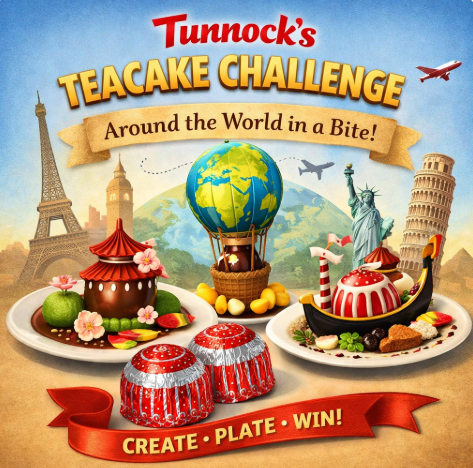 Tunnock's
TEACAKE CHALLENGE
Around the World in a Bite!
CREATE • PLATE • WIN!